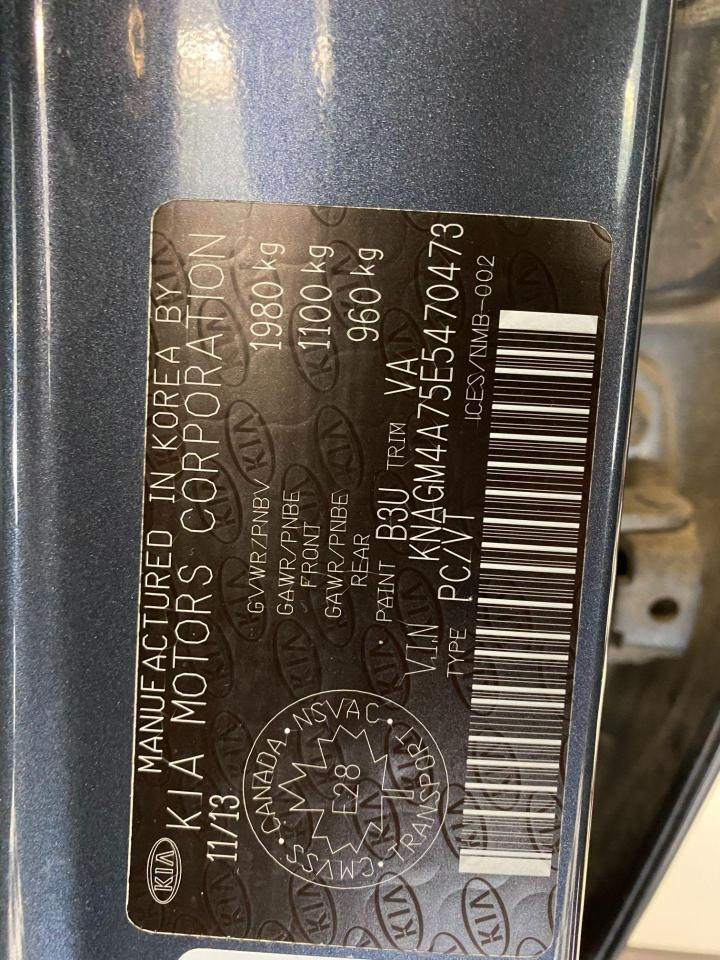 MANUFACTURED IN KOREA BY
KIA KIA MOTORS CORPORATION
11/13
GVWR/PNBV 1980 kg
GAWR/PNBE FRONT 1100 kg
GAWR/PNBE REAR 960 kg
PAINT B3U TRIM VA
VIN KNAGM4A75E5470473
TYPE PC/VT ICES/NMB-002
CANADA · NSVAC · TRANSPORT · CMVSS ·
E28